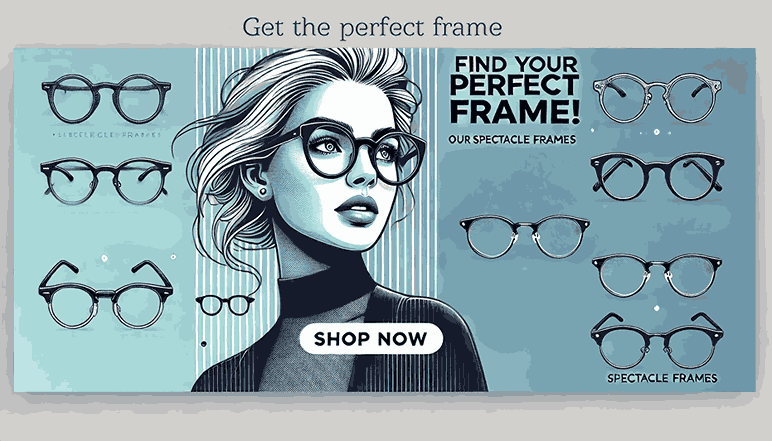 Get the perfect frame
FIND YOUR
PERFECT
FRAME!
OUR SPECTACLE FRAMES
SHOP NOW
SPECTACLE FRAMES